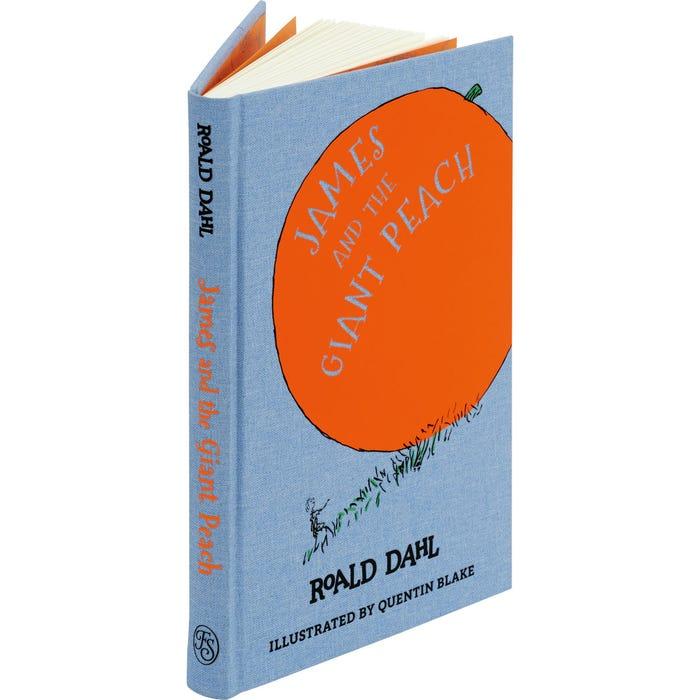 ROALD DAHL
James and the Giant Peach
FS
JAMES
AND THE
GIANT PEACH
ROALD DAHL
ILLUSTRATED BY QUENTIN BLAKE